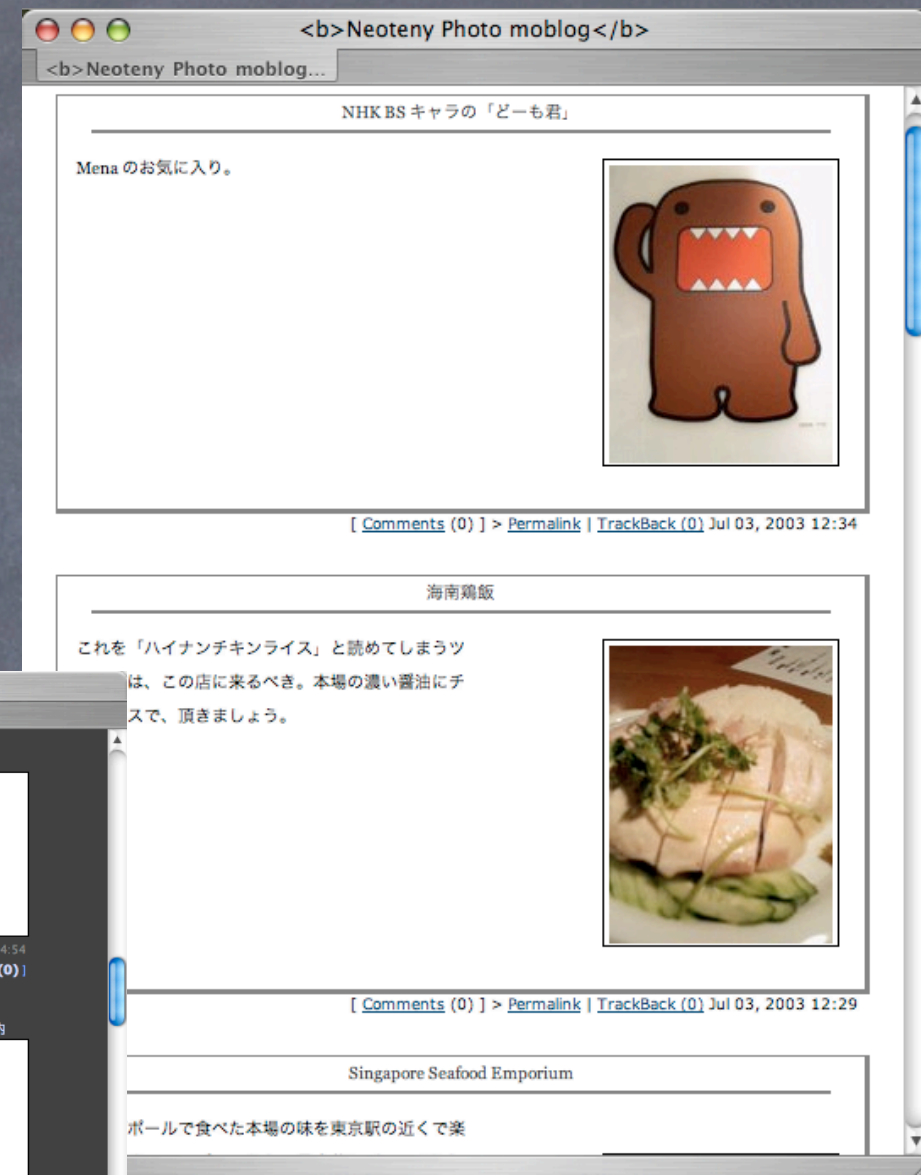 <b>Neoteny Photo moblog</b>
<b>Neoteny Photo moblog...
NHK BS キャラの「どーも君」
Mena のお気に入り。
[ Comments (0) ] > Permalink | TrackBack (0) Jul 03, 2003 12:34
海南鶏飯
これを「ハイナンチキンライス」と読めてしまうツ
は、この店に来るべき。本場の濃い醤油にチ
スで、頂きましょう。
[ Comments (0) ] > Permalink | TrackBack (0) Jul 03, 2003 12:29
Singapore Seafood Emporium
ポールで食べた本場の味を東京駅の近くで楽
4:54
(0) ]
内